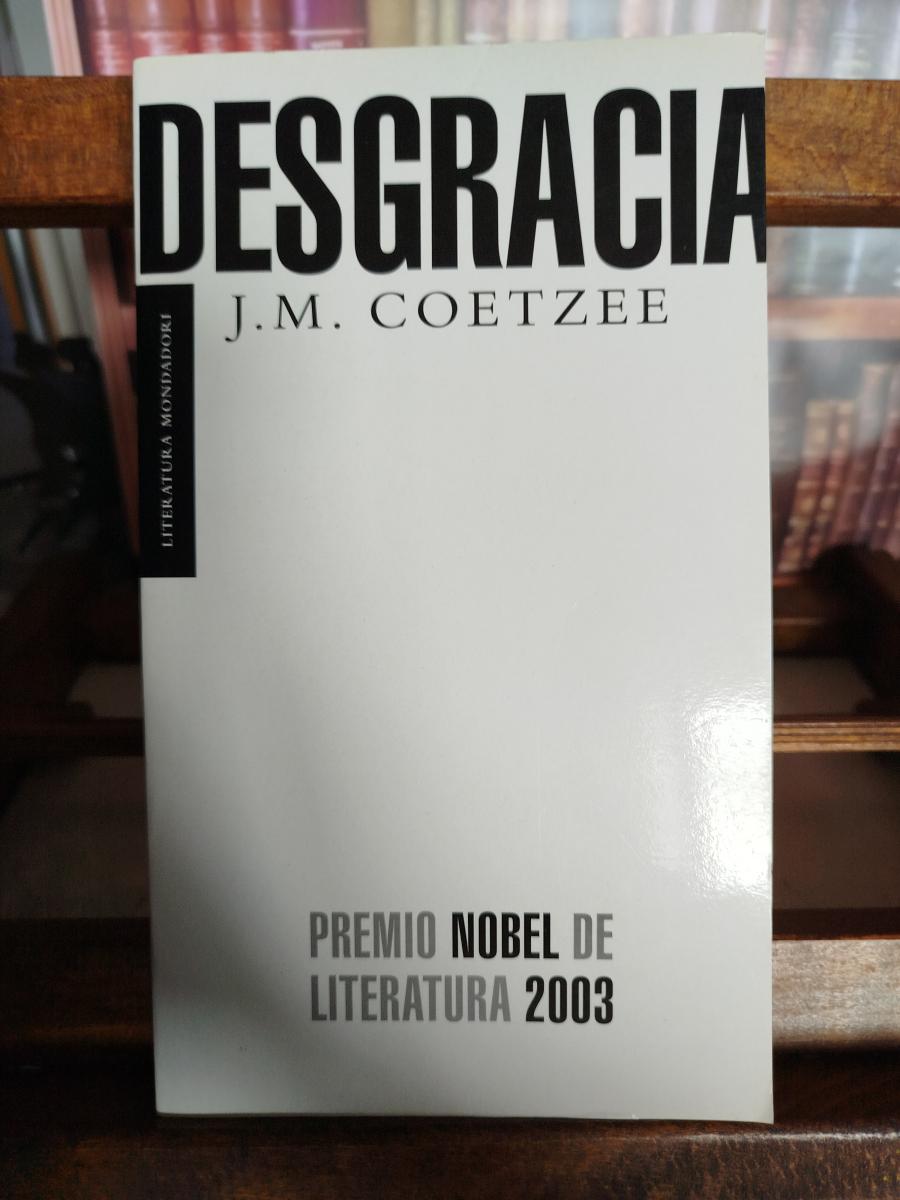 DESGRACIA
J.M. COETZEE
LITERATURA MONDADORI
PREMIO NOBEL DE
LITERATURA 2003